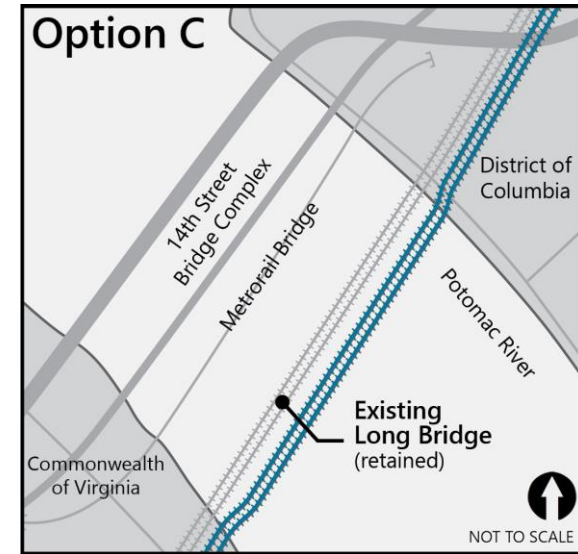 Option C
14th Street
Bridge Complex
Metrorail Bridge
District of
Columbia
Potomac River
Existing
Long Bridge
(retained)
Commonwealth
of Virginia
NOT TO SCALE